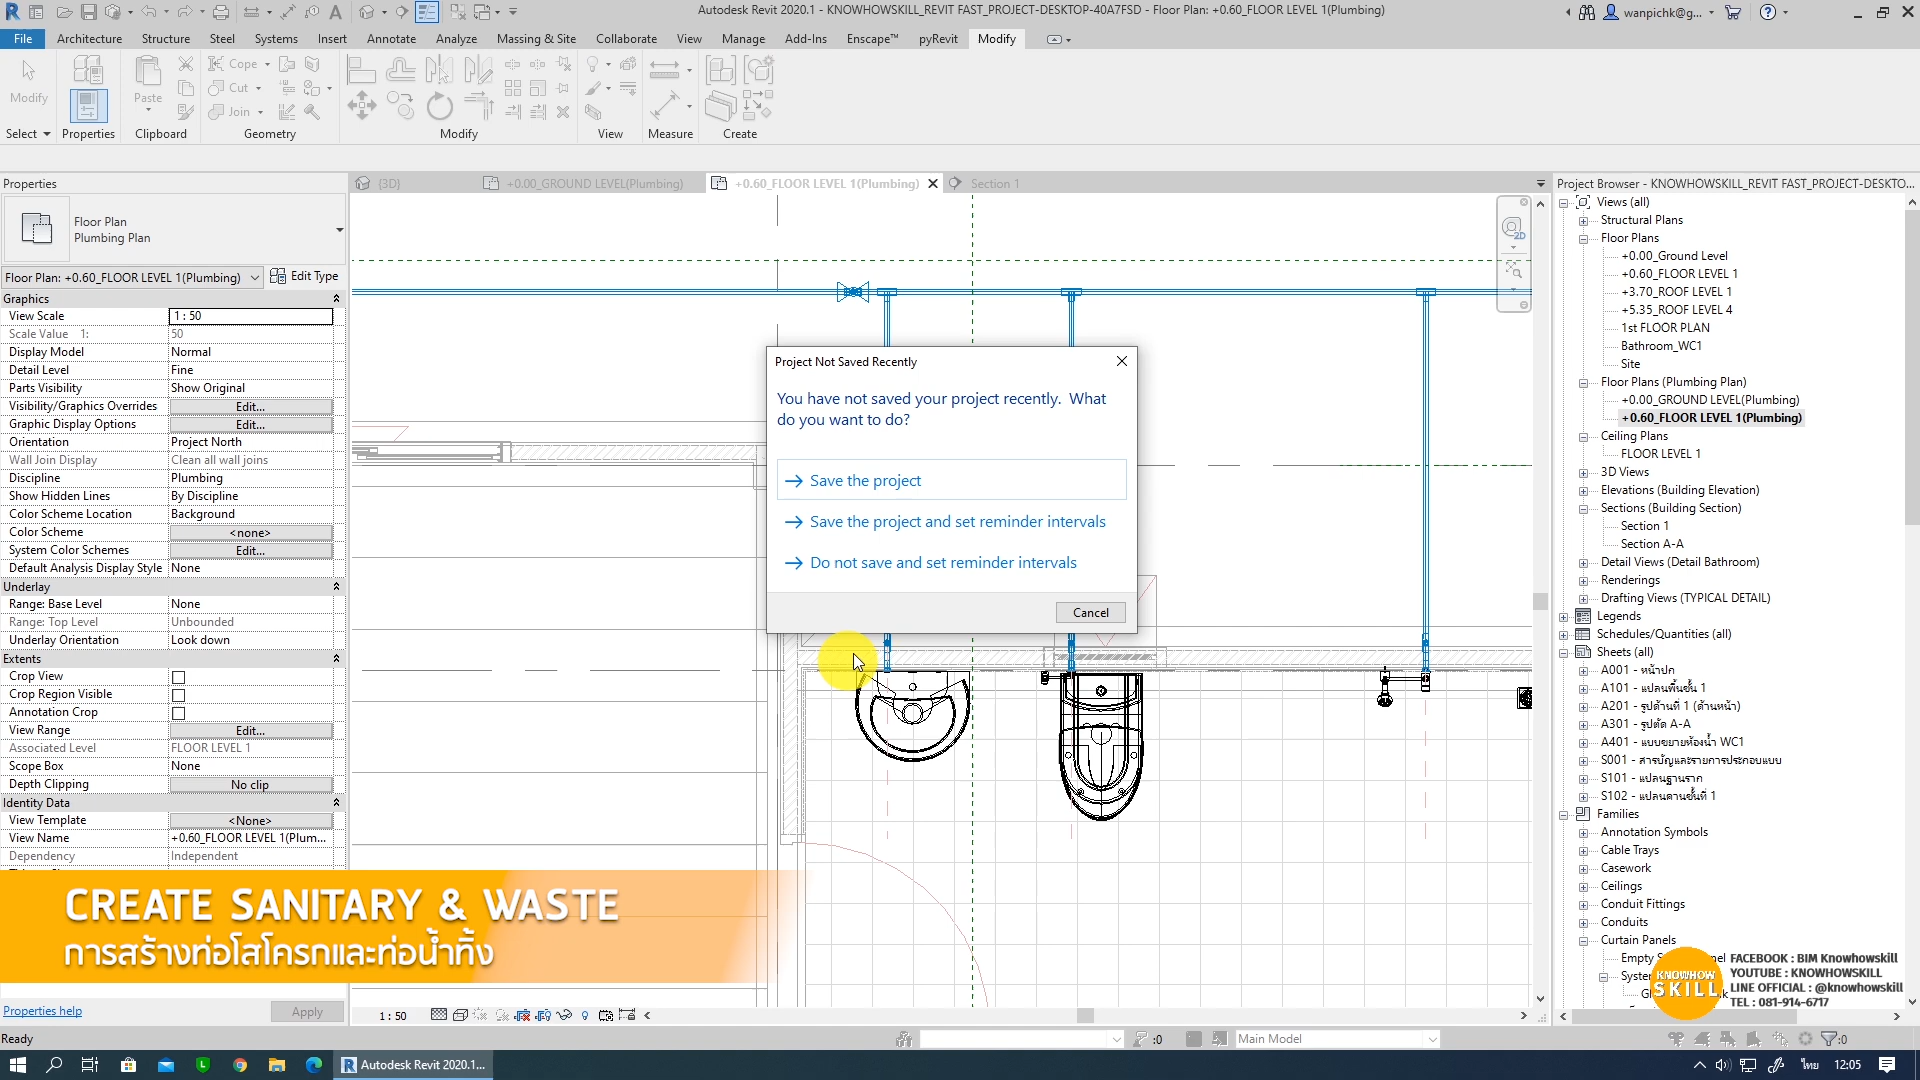 Autodesk Revit 2020.1 - KNOWHOWSKILL_REVIT FAST_PROJECT-DESKTOP-40A7FSD - Floor Plan: +0.60_FLOOR LEVEL 1(Plumbing)
wanpichk@g...
File Architecture Structure Steel Systems Insert Annotate Analyze Massing & Site Collaborate View Manage Add-Ins Enscape™ pyRevit Modify
Modify
Paste
Cope
Cut
Join
Select Properties Clipboard Geometry Modify View Measure Create
Properties
{3D}
+0.00_GROUND LEVEL(Plumbing)
+0.60_FLOOR LEVEL 1(Plumbing)
Section 1
Floor Plan
Plumbing Plan
Floor Plan: +0.60_FLOOR LEVEL 1(Plumbing) Edit Type
Graphics
View Scale 1 : 50
Scale Value 1: 50
Display Model Normal
Detail Level Fine
Parts Visibility Show Original
Visibility/Graphics Overrides Edit...
Graphic Display Options Edit...
Orientation Project North
Wall Join Display Clean all wall joins
Discipline Plumbing
Show Hidden Lines By Discipline
Color Scheme Location Background
Color Scheme <none>
System Color Schemes Edit...
Default Analysis Display Style None
Underlay
Range: Base Level None
Range: Top Level Unbounded
Underlay Orientation Look down
Extents
Crop View
Crop Region Visible
Annotation Crop
View Range Edit...
Associated Level FLOOR LEVEL 1
Scope Box None
Depth Clipping No clip
Identity Data
View Template <None>
View Name +0.60_FLOOR LEVEL 1(Plum...
Dependency Independent
Properties help Apply
2D
Project Not Saved Recently
You have not saved your project recently. What
do you want to do?
Save the project
Save the project and set reminder intervals
Do not save and set reminder intervals
Cancel
CREATE SANITARY & WASTE
การสร้างท่อโสโครกและท่อน้ำทิ้ง
1 : 50
Project Browser - KNOWHOWSKILL_REVIT FAST_PROJECT-DESKTO...
Views (all)
Structural Plans
Floor Plans
+0.00_Ground Level
+0.60_FLOOR LEVEL 1
+3.70_ROOF LEVEL 1
+5.35_ROOF LEVEL 4
1st FLOOR PLAN
Bathroom_WC1
Site
Floor Plans (Plumbing Plan)
+0.00_GROUND LEVEL(Plumbing)
+0.60_FLOOR LEVEL 1(Plumbing)
Ceiling Plans
FLOOR LEVEL 1
3D Views
Elevations (Building Elevation)
Sections (Building Section)
Section 1
Section A-A
Detail Views (Detail Bathroom)
Renderings
Drafting Views (TYPICAL DETAIL)
Legends
Schedules/Quantities (all)
Sheets (all)
A001 - หน้าปก
A101 - แปลนพื้นชั้น 1
A201 - รูปด้านที่ 1 (ด้านหน้า)
A301 - รูปตัด A-A
A401 - แบบขยายห้องน้ำ WC1
S001 - สารบัญและรายการประกอบแบบ
S101 - แปลนฐานราก
S102 - แปลนคานชั้นที่ 1
Families
Annotation Symbols
Cable Trays
Casework
Ceilings
Conduit Fittings
Conduits
Curtain Panels
KNOWHOW
SKILL
FACEBOOK : BIM Knowhowskill
YOUTUBE : KNOWHOWSKILL
LINE OFFICIAL : @knowhowskill
TEL : 081-914-6717
Ready
:0
Main Model
:0
Autodesk Revit 2020.1...
ไทย
12:05